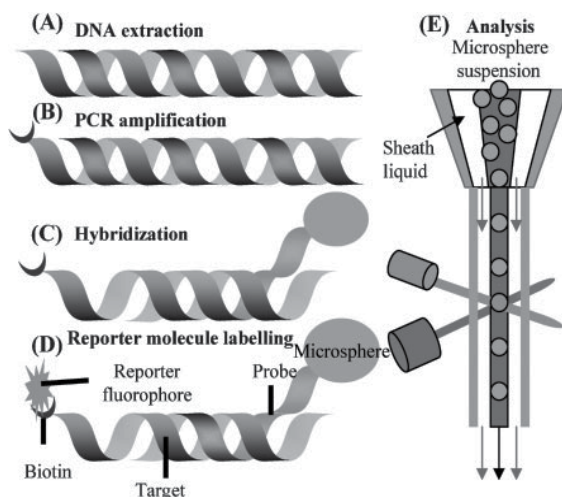 (A) DNA extraction
(B) PCR amplification
(C) Hybridization
(D) Reporter molecule labelling
Reporter
fluorophore
Biotin
Target
Probe
Microsphere
(E) Analysis
Microsphere
suspension
Sheath
liquid